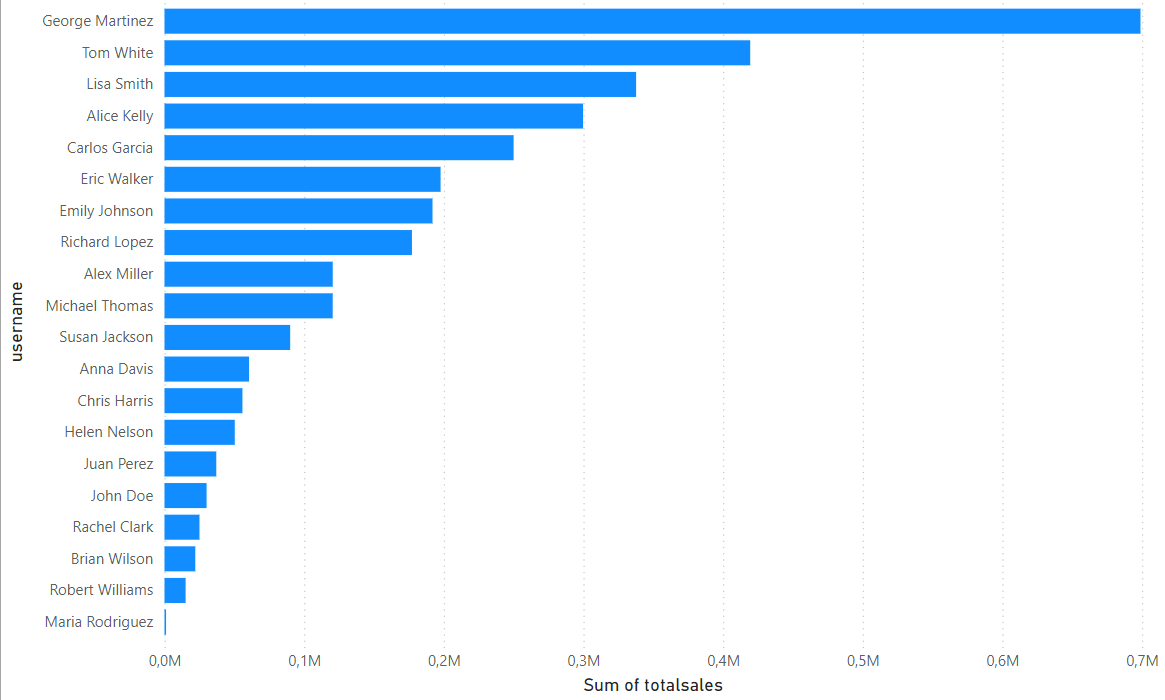 George Martinez
Tom White
Lisa Smith
Alice Kelly
Carlos Garcia
Eric Walker
Emily Johnson
Richard Lopez
Alex Miller
Michael Thomas
Susan Jackson
Anna Davis
Chris Harris
Helen Nelson
Juan Perez
John Doe
Rachel Clark
Brian Wilson
Robert Williams
Maria Rodriguez
username
0,0M 0,1M 0,2M 0,3M 0,4M 0,5M 0,6M 0,7M
Sum of totalsales